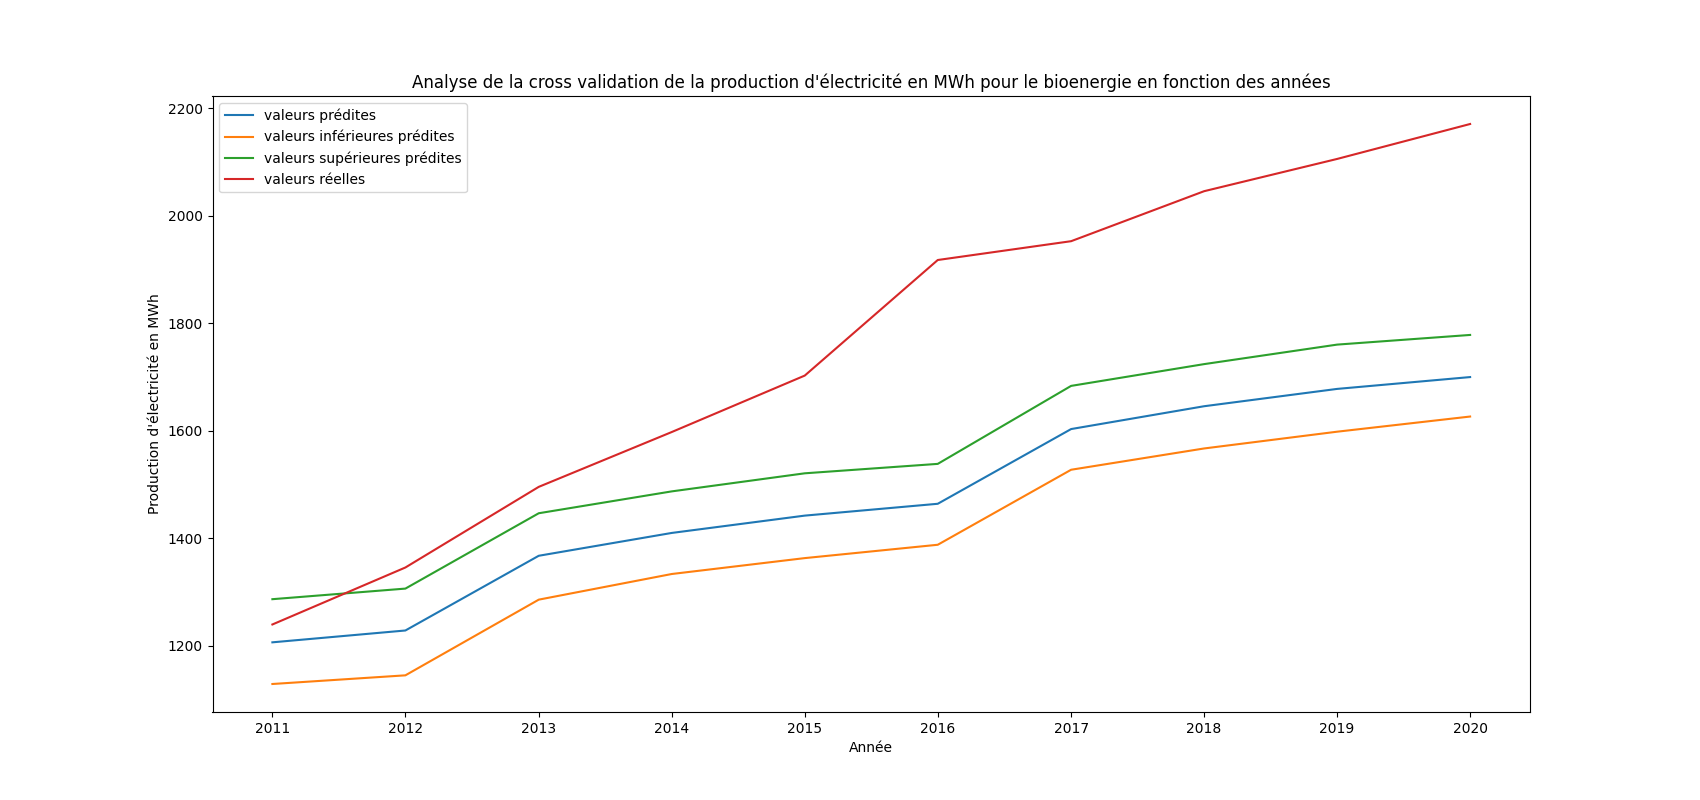 Analyse de la cross validation de la production d'électricité en MWh pour le bioenergie en fonction des années
valeurs prédites
valeurs inférieures prédites
valeurs supérieures prédites
valeurs réelles
2200
2000
1800
1600
1400
1200
Production d'électricité en MWh
2011 2012 2013 2014 2015 2016 2017 2018 2019 2020
Année